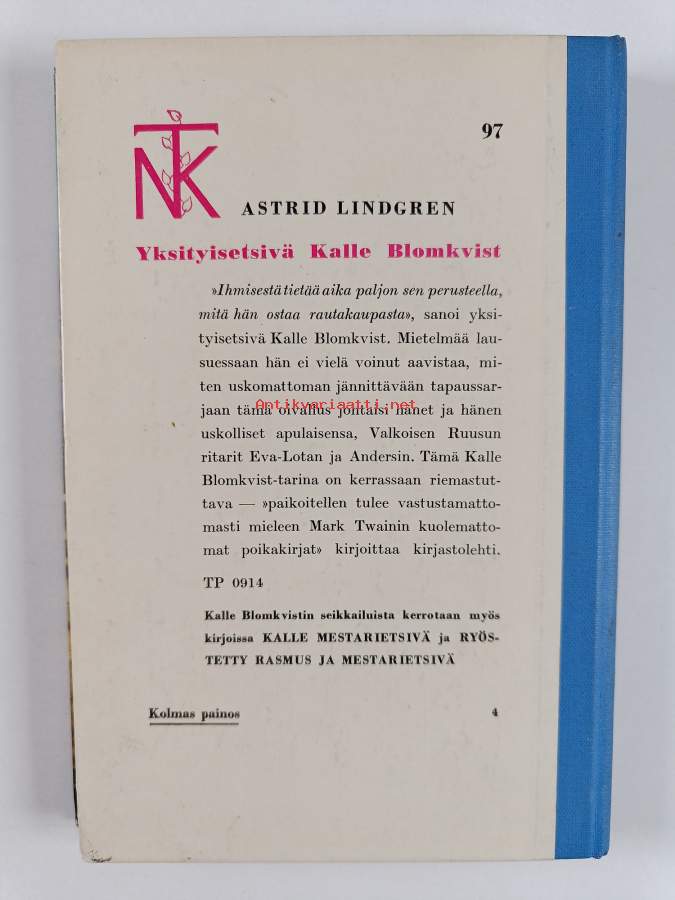 NTK
97
ASTRID LINDGREN
Yksityisetsivä Kalle Blomkvist
»Ihmisestä tietää aika paljon sen perusteella,
mitä hän ostaa rautakaupasta», sanoi yksi-
tyisetsivä Kalle Blomkvist. Mietelmää lau-
suessaan hän ei vielä voinut aavistaa, mi-
ten uskomattoman jännittävään tapaussar-
Antikvariaatti.net
jaan tämä oivallus johtaisi hänet ja hänen
uskolliset apulaisensa, Valkoisen Ruusun
ritarit Eva-Lotan ja Andersin. Tämä Kalle
Blomkvist-tarina on kerrassaan riemastut-
tava — »paikoitellen tulee vastustamatto-
masti mieleen Mark Twainin kuolematto-
mat poikakirjat» kirjoittaa kirjastolehti.
TP 0914
Kalle Blomkvistin seikkailuista kerrotaan myös
kirjoissa KALLE MESTARIETSIVÄ ja RYÖS-
TETTY RASMUS JA MESTARIETSIVÄ
Kolmas painos
4